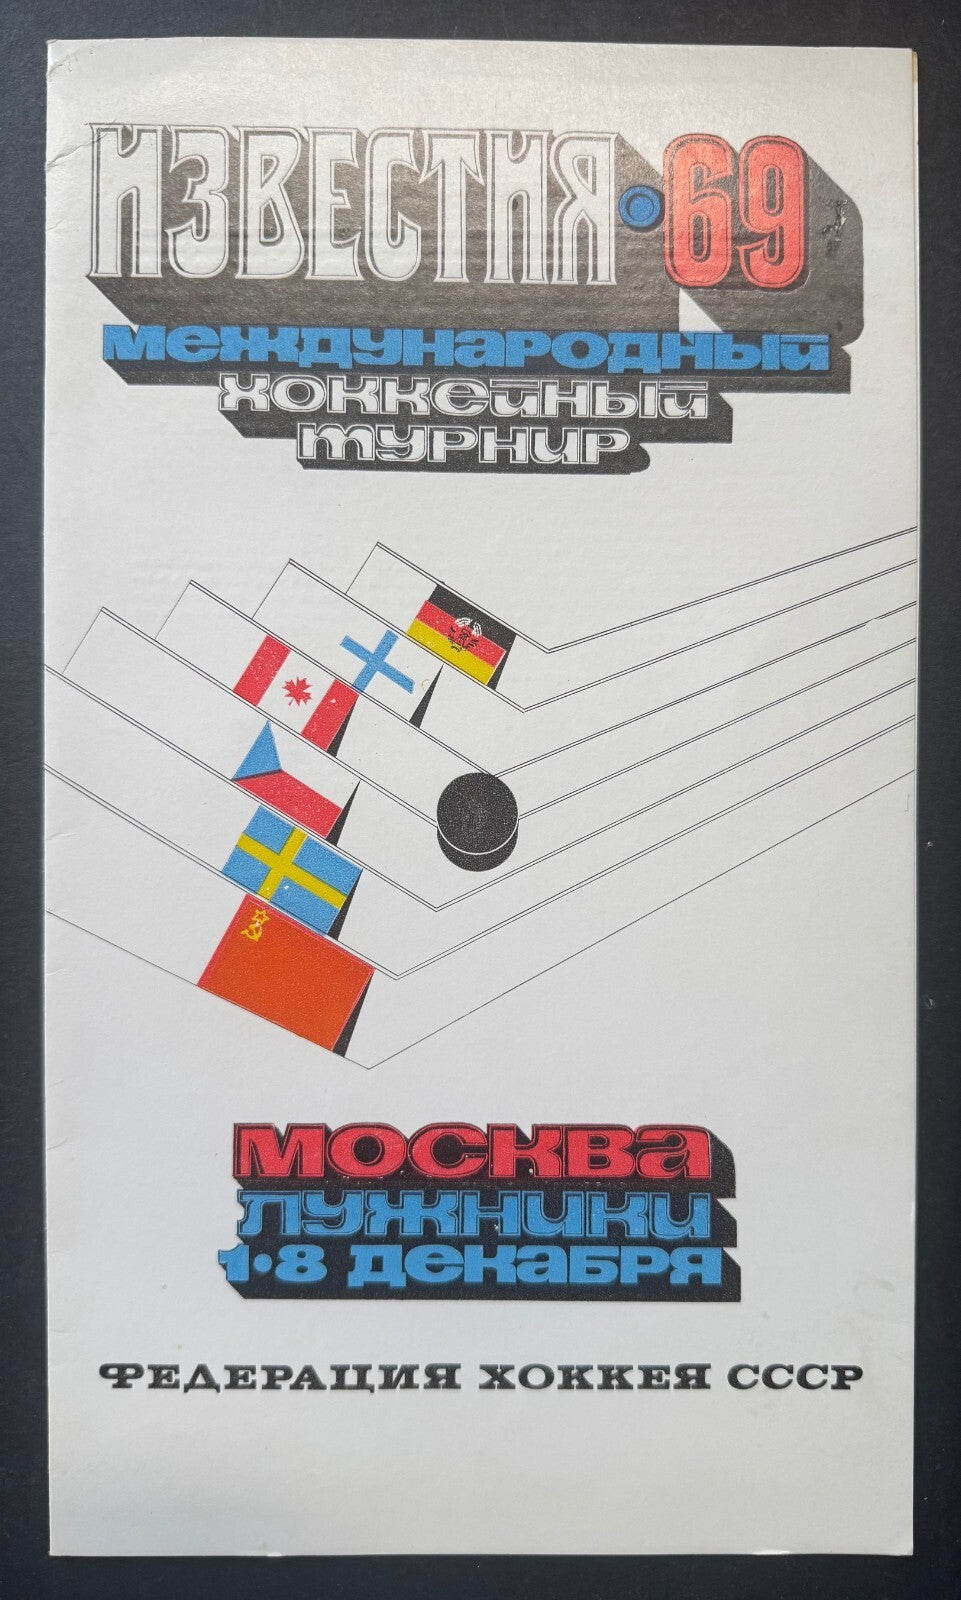 ИЗВЕСТИЯ•69
международный
хоккейный
турнир
москва
лужники
1•8 декабря
ФЕДЕРАЦИЯ ХОККЕЯ СССР